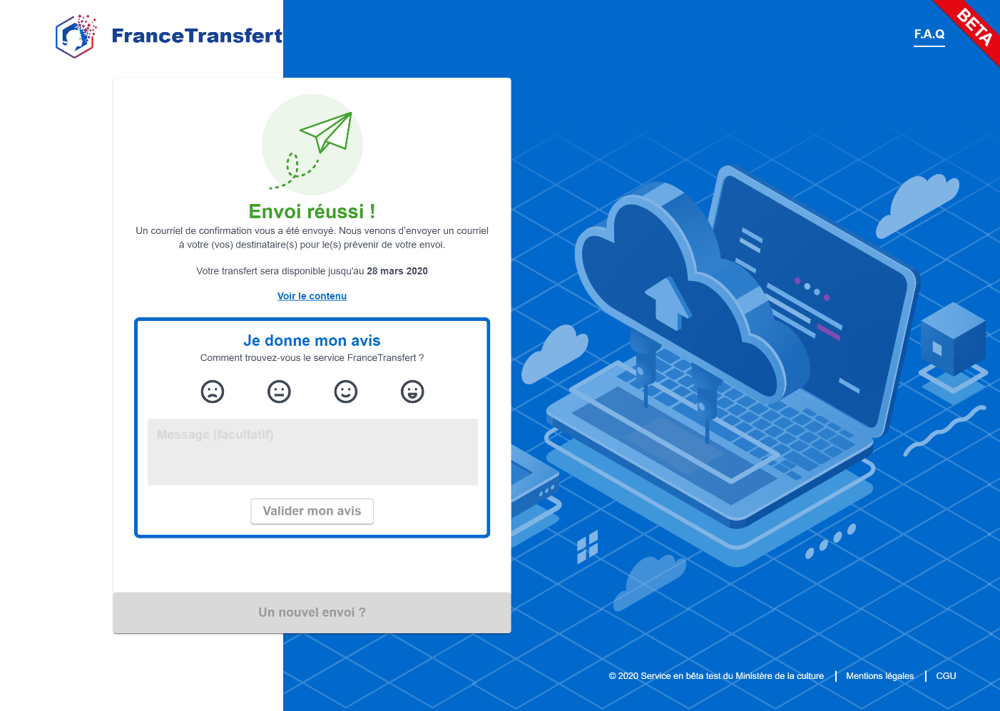 FranceTransfert
F.A.Q
BETA
Envoi réussi !
Un courriel de confirmation vous a été envoyé. Nous venons d'envoyer un courriel
à votre (vos) destinataire(s) pour le(s) prévenir de votre envoi.
Votre transfert sera disponible jusqu'au 28 mars 2020
Voir le contenu
Je donne mon avis
Comment trouvez-vous le service FranceTransfert ?
Message (facultatif)
Valider mon avis
Un nouvel envoi ?
© 2020 Service en bêta test du Ministère de la culture
Mentions légales
CGU